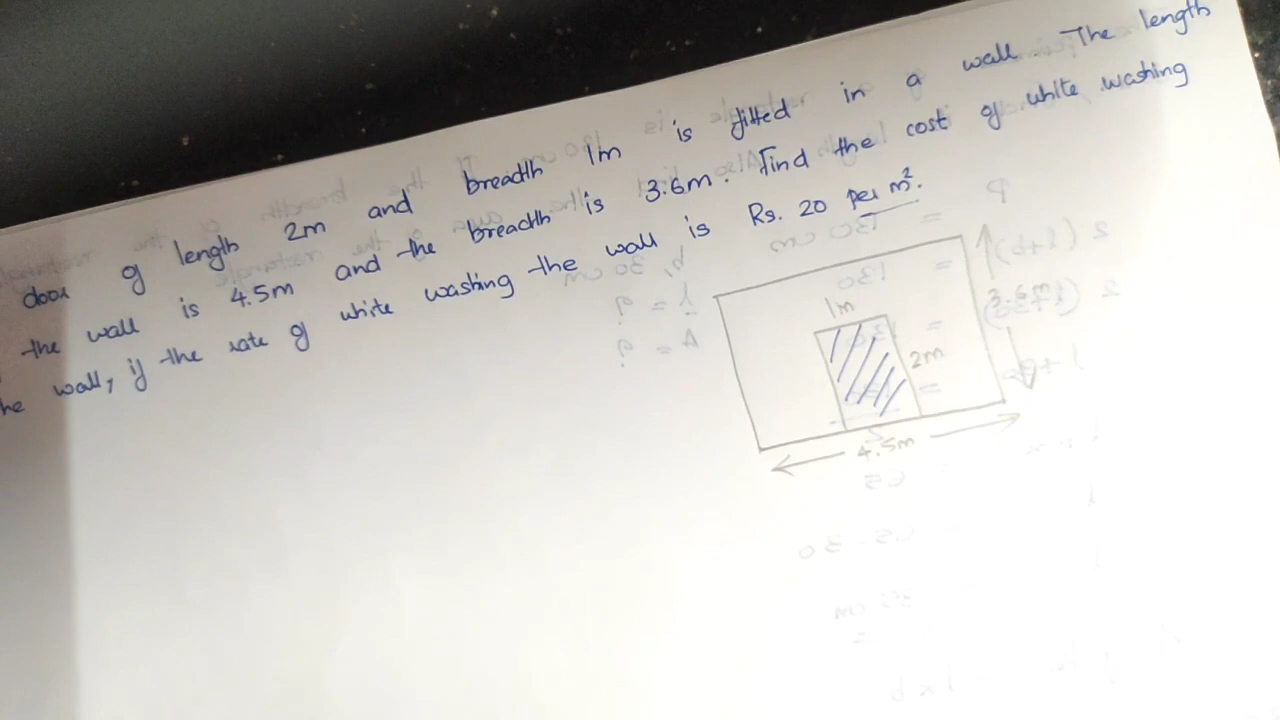 door of length 2m and breadth 1m is fitted in a wall. The length
the wall is 4.5m and the breadth is 3.6m. Find the cost of white washing
he wall, if the rate of white washing the wall is Rs. 20 per m².
1m
3.6m
2m
4.5m